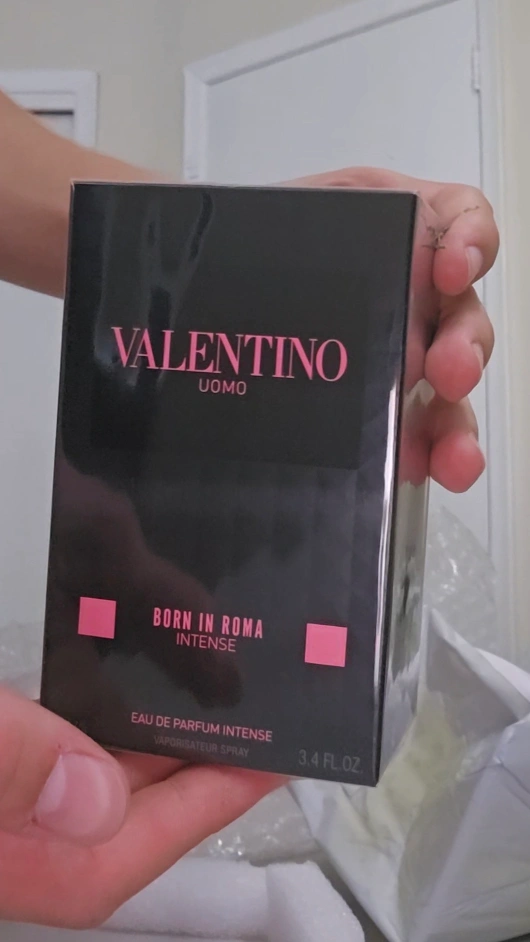 VALENTINO
UOMO
BORN IN ROMA
INTENSE
EAU DE PARFUM INTENSE
VAPORISATEUR SPRAY
3.4 FL.OZ.